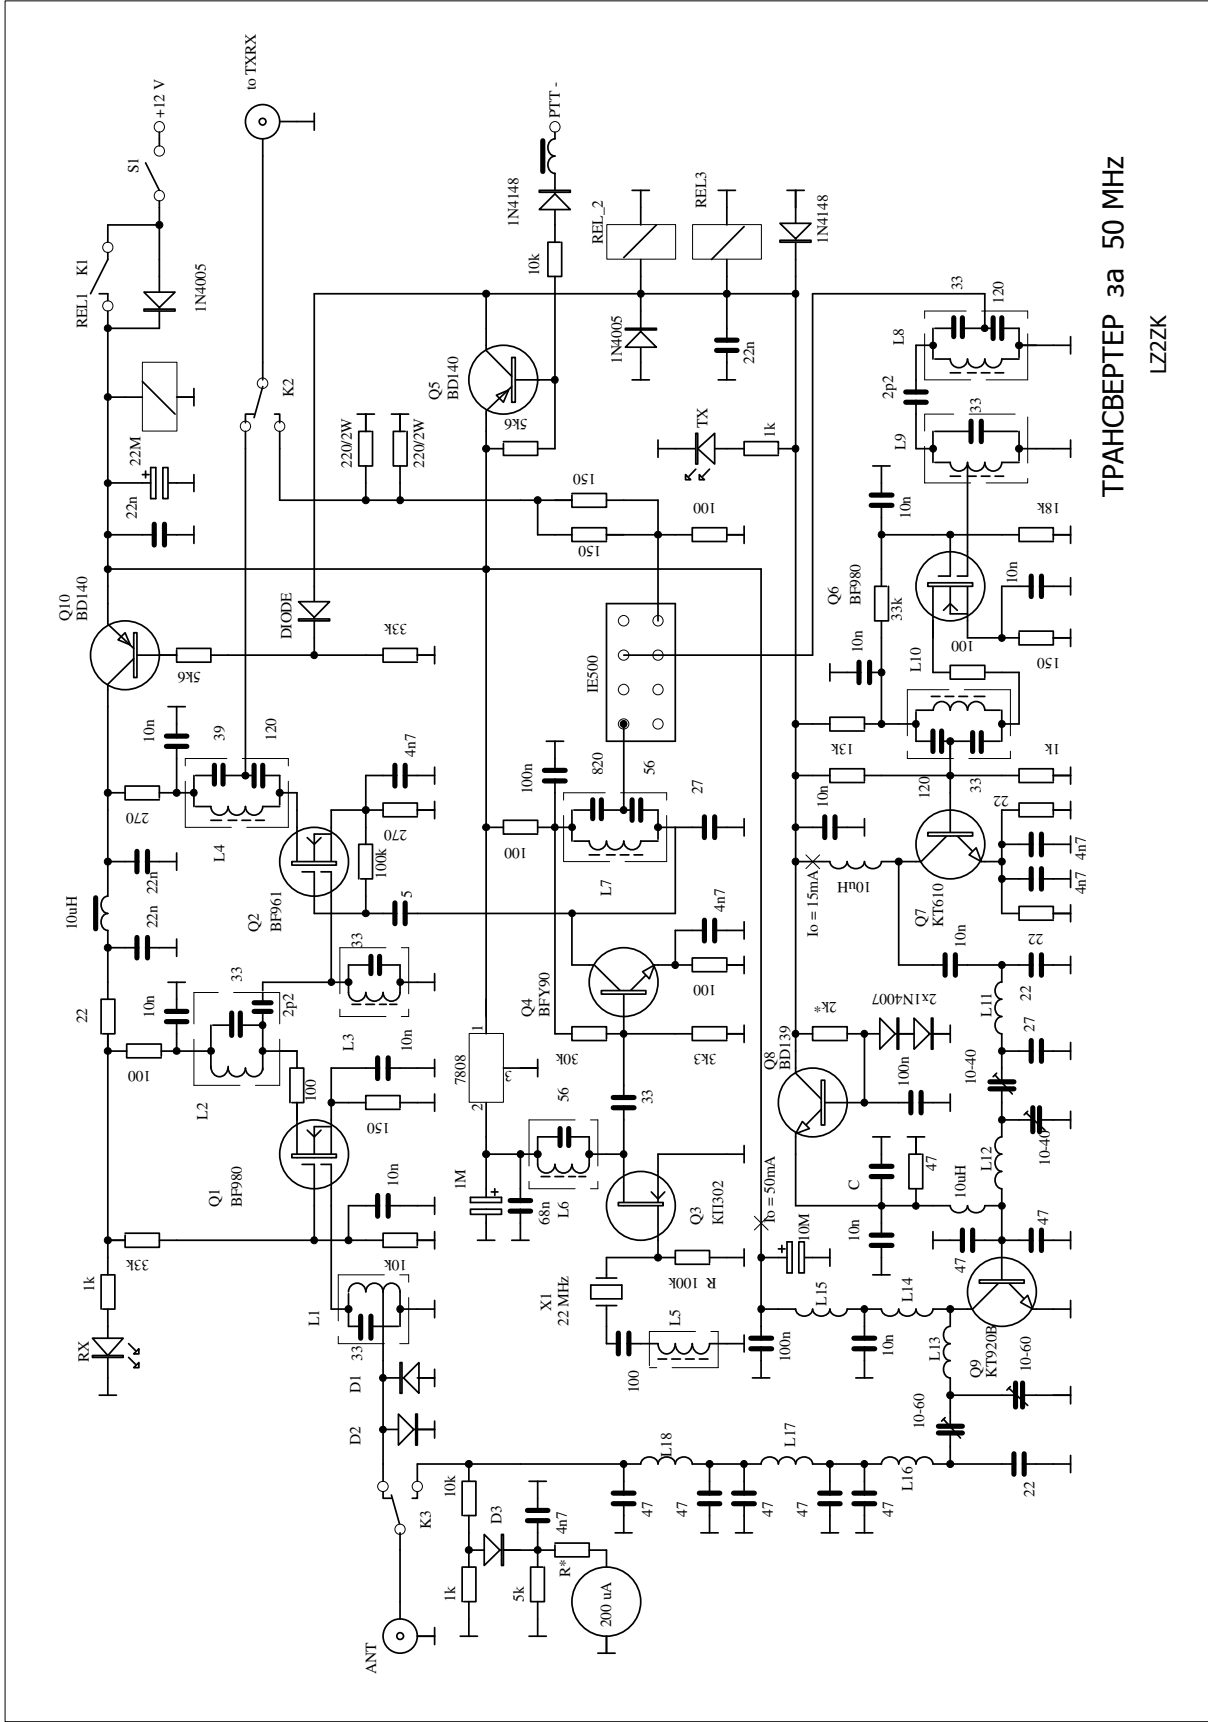 ANT
K3
D2
D1
33
L1
RX
1k
33k
10k
10n
Q1
BF980
150
10n
100
L2
100
10n
33
2p2
L3
33
22
22n
10uH
22n
Q2
BF961
L4
270
10n
39
120
270
4n7
100k
5
Q10
BD140
5k6
33k
DIODE
22n
22M
REL1
K1
1N4005
S1
+12 V
to TXRX
K2
220/2W
220/2W
150
150
100
Q5
BD140
5k6
10k
1N4148
PTT -
REL_2
REL3
1N4005
22n
1N4148
TX
1k
10k
1k
D3
5k
4n7
R*
200 uA
X1
22 MHz
100
L5
R 100k
Q3
КП302
1M
68n
L6
56
7808
1
2
3
33
30k
3k3
Q4
BFY90
100
4n7
100
100n
L7
820
56
27
IE500
47
L18
47
47
L17
47
47
L16
22
10-60
10-60
L13
Q9
KT920B
100n
L15
10n
L14
10M
Io = 50mA
47
47
10n
C
47
10uH
L12
10-40
10-40
27
L11
22
22
10n
Q8
BD139
2k*
2x1N4007
100n
Io = 15mA
10uH
10n
Q7
KT610
22
4n7
4n7
1k
13k
120
33
L10
10n
100
33k
Q6
BF980
150
10n
18k
10n
L9
33
2p2
L8
33
120
ТРАНСВЕРТЕР за 50 MHz
LZ2ZK